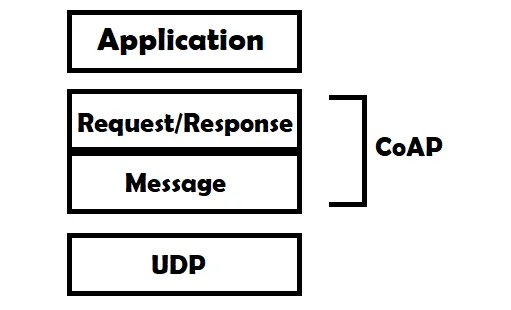 Application
Request/Response
CoAP
Message
UDP